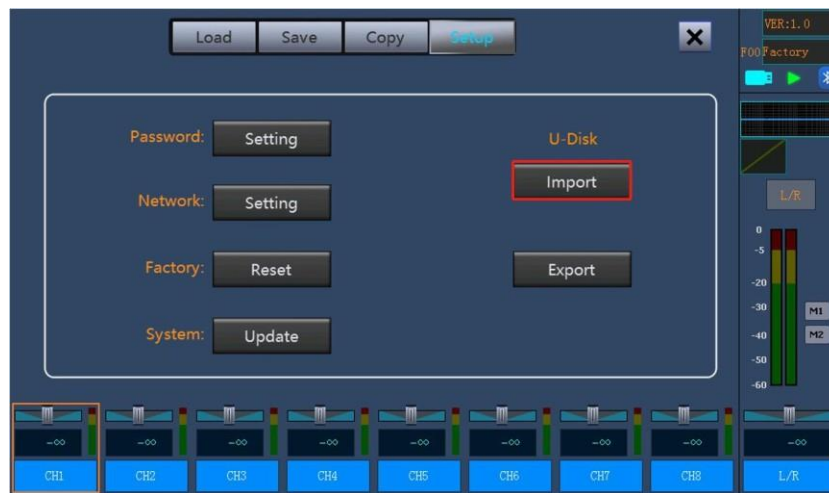 Load Save Copy Setup
VER:1.0
F00 Factory
Password: Setting
U-Disk
Import
Network: Setting
L/R
Factory: Reset
Export
System: Update
0
-5
-20
-30
-40
-50
-60
M1
M2
-∞ -∞ -∞ -∞ -∞ -∞ -∞ -∞ -∞
CH1 CH2 CH3 CH4 CH5 CH6 CH7 CH8 L/R